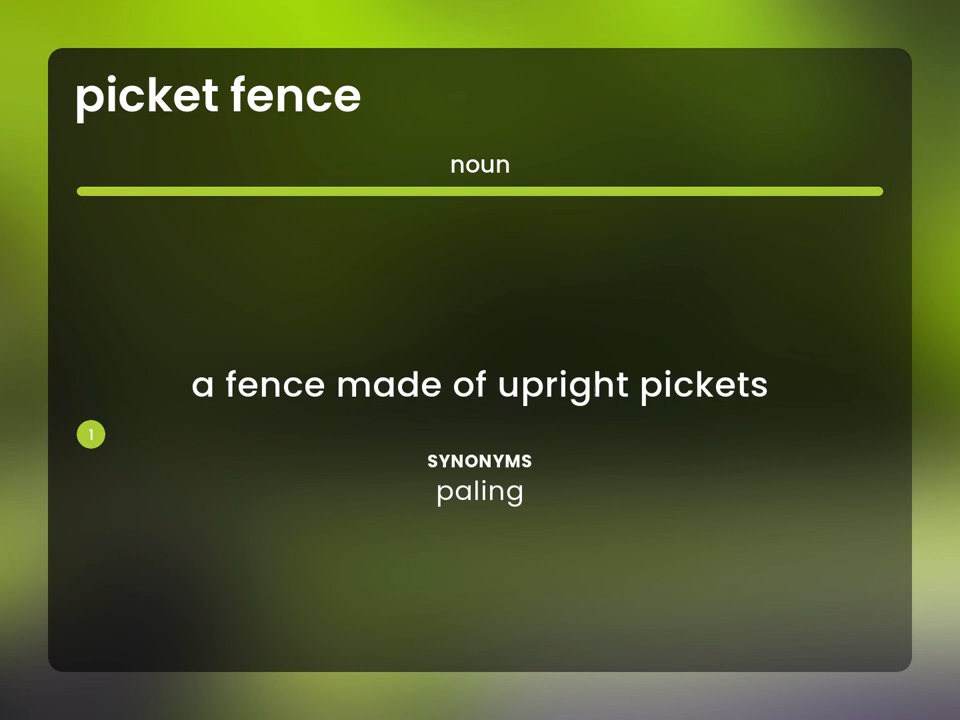 picket fence
noun
a fence made of upright pickets
1
SYNONYMS
paling